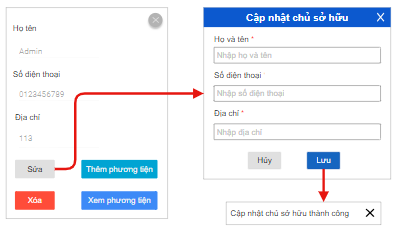 Họ tên
Admin
Số điện thoại
0123456789
Địa chỉ
113
Sửa
Thêm phương tiện
Xóa
Xem phương tiện
Cập nhật chủ sở hữu X
Họ và tên *
Nhập họ và tên
Số điện thoại
Nhập số điện thoại
Địa chỉ *
Nhập địa chỉ
Hủy
Lưu
Cập nhật chủ sở hữu thành công